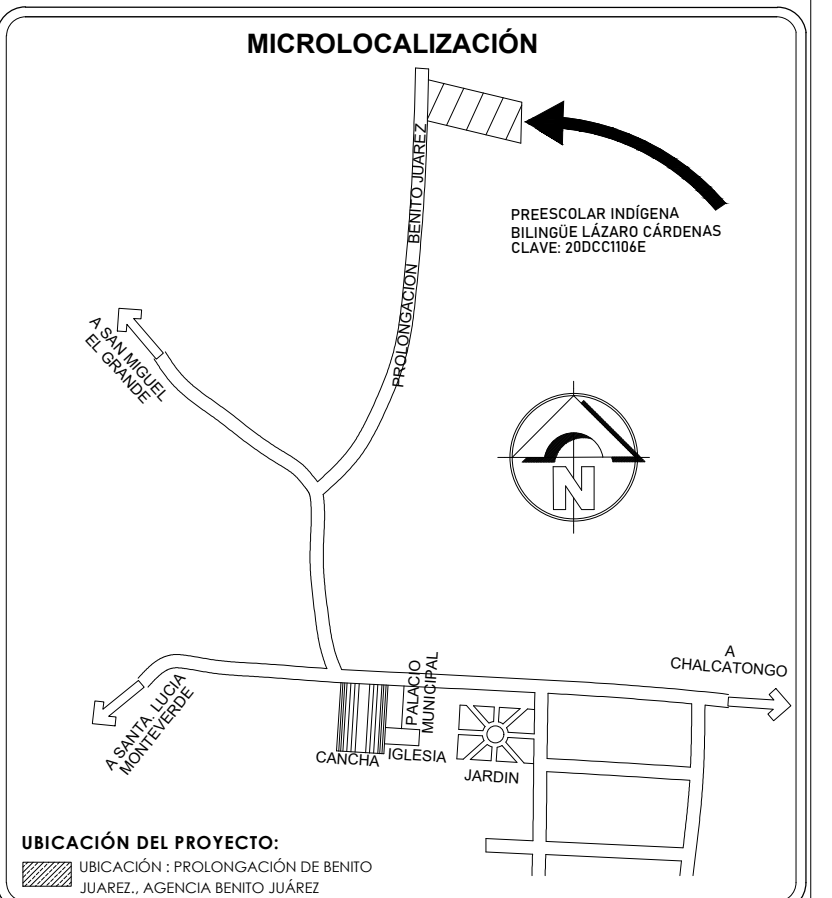 MICROLOCALIZACIÓN
PROLONGACION BENITO JUAREZ
PREESCOLAR INDÍGENA
BILINGÜE LÁZARO CÁRDENAS
CLAVE: 20DCC1106E
A SAN MIGUEL
EL GRANDE
N
A
CHALCATONGO
A SANTA. LUCIA
MONTEVERDE
PALACIO
MUNICIPAL
CANCHA
IGLESIA
JARDIN
UBICACIÓN DEL PROYECTO:
UBICACIÓN : PROLONGACIÓN DE BENITO
JUAREZ., AGENCIA BENITO JUÁREZ